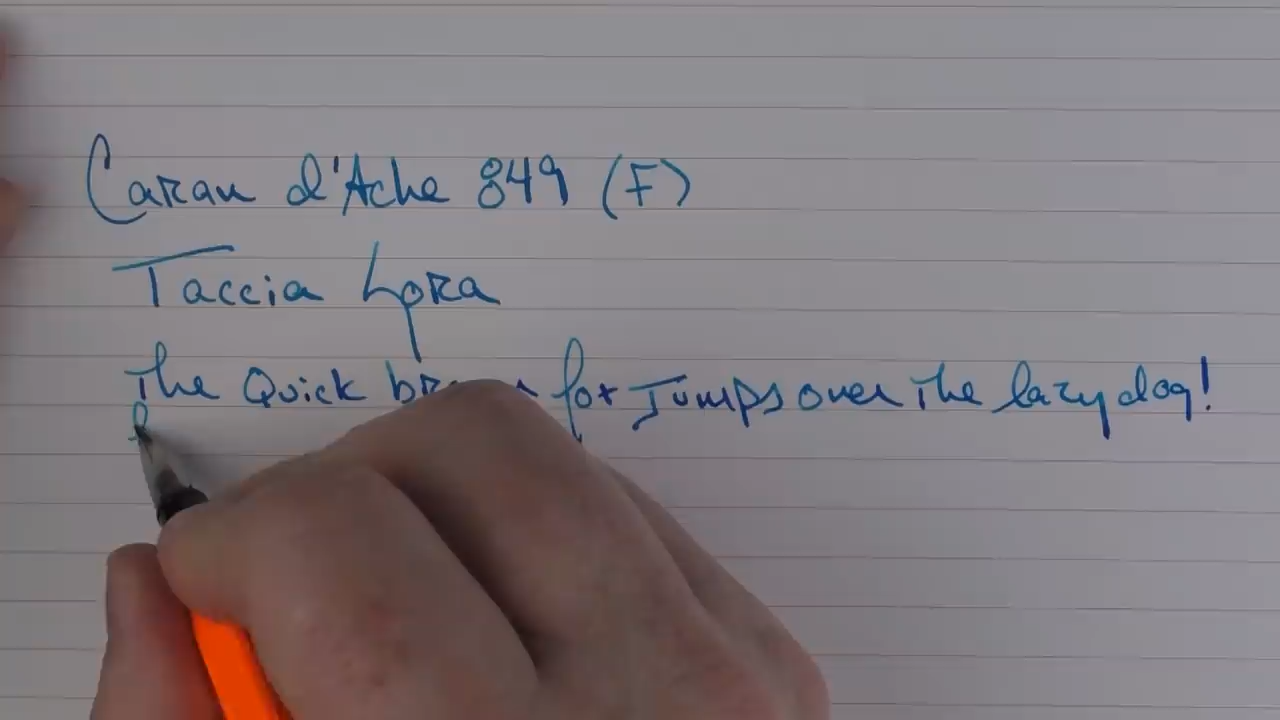 Caran d'Ache 849 (F)
Taccia Lora
The Quick fox Jumps over The lazy dog!